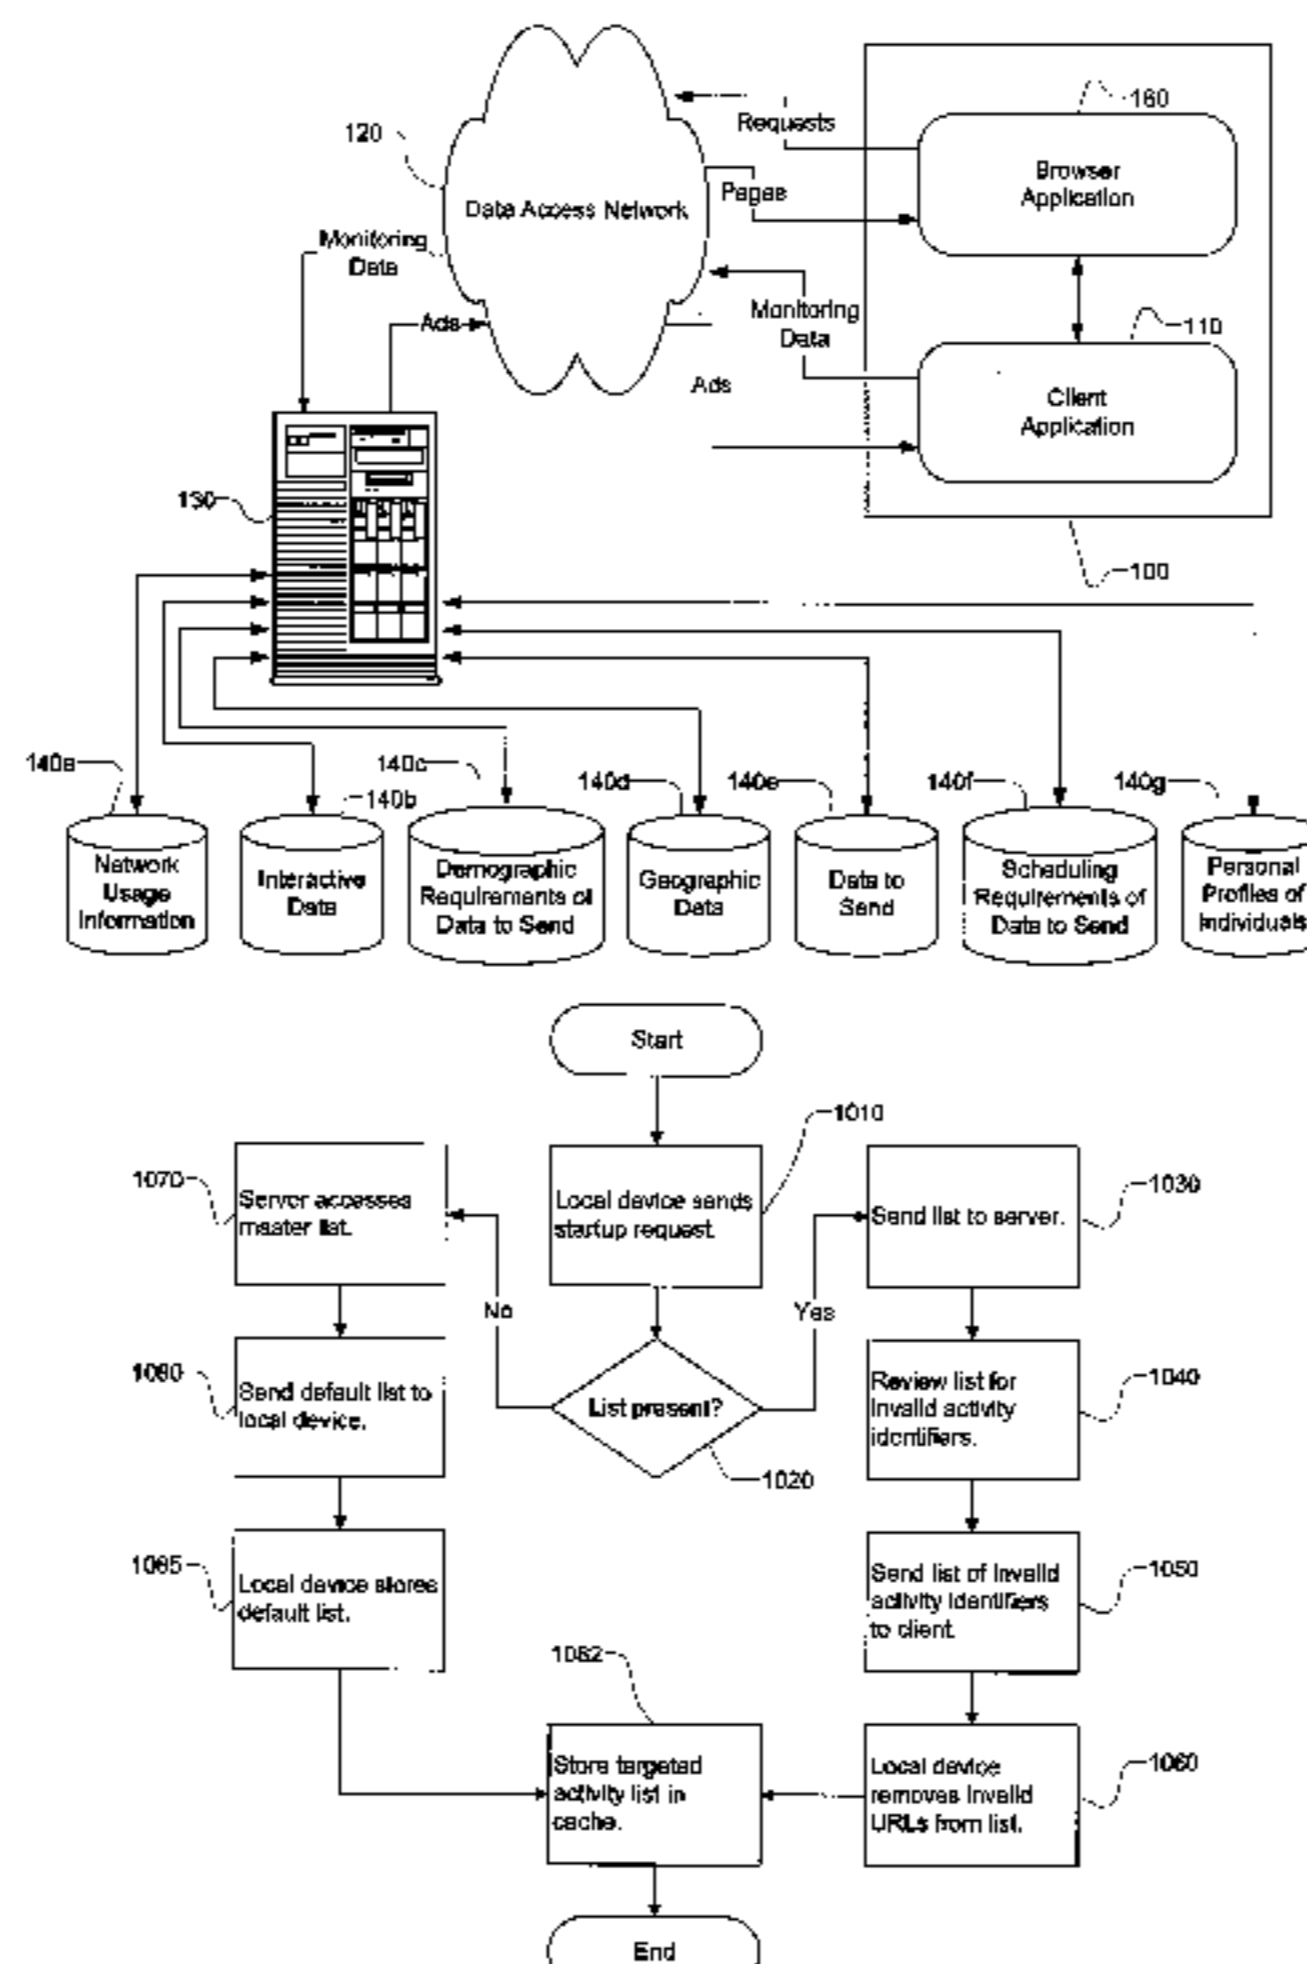 160
Requests
120
Browser
Application
Pages
Data Access Network
Monitoring
Data
Monitoring
Data
Ads
110
Ads
Client
Application
130
100
140a
140b
140c
140d
140e
140f
140g
Network
Usage
Information
Interactive
Data
Demographic
Requirements of
Data to Send
Geographic
Data
Data to
Send
Scheduling
Requirements of
Data to Send
Personal
Profiles of
Individuals
Start
1010
1070
Server accesses
master list.
Local device sends
startup request.
Send list to server.
1030
No
Yes
1080
Send default list to
local device.
List present?
1020
Review list for
invalid activity
identifiers.
1040
1085
Local device stores
default list.
Send list of invalid
activity identifiers
to client.
1050
1082
Store targeted
activity list in
cache.
Local device
removes invalid
URLs from list.
1060
End